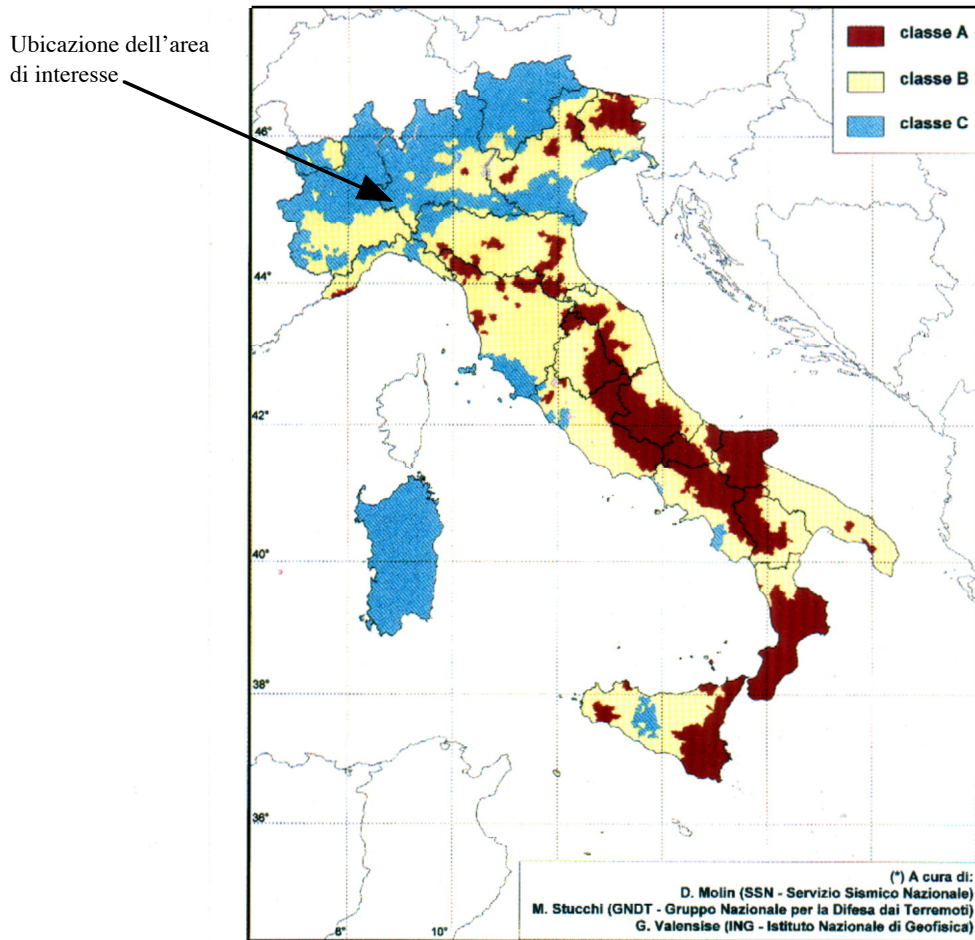 Ubicazione dell'area
di interesse
classe A
classe B
classe C
46°
44°
42°
40°
38°
36°
6°
8°
10°
(*) A cura di:
D. Molin (SSN - Servizio Sismico Nazionale)
M. Stucchi (GNDT - Gruppo Nazionale per la Difesa dai Terremoti)
G. Valensise (ING - Istituto Nazionale di Geofisica)